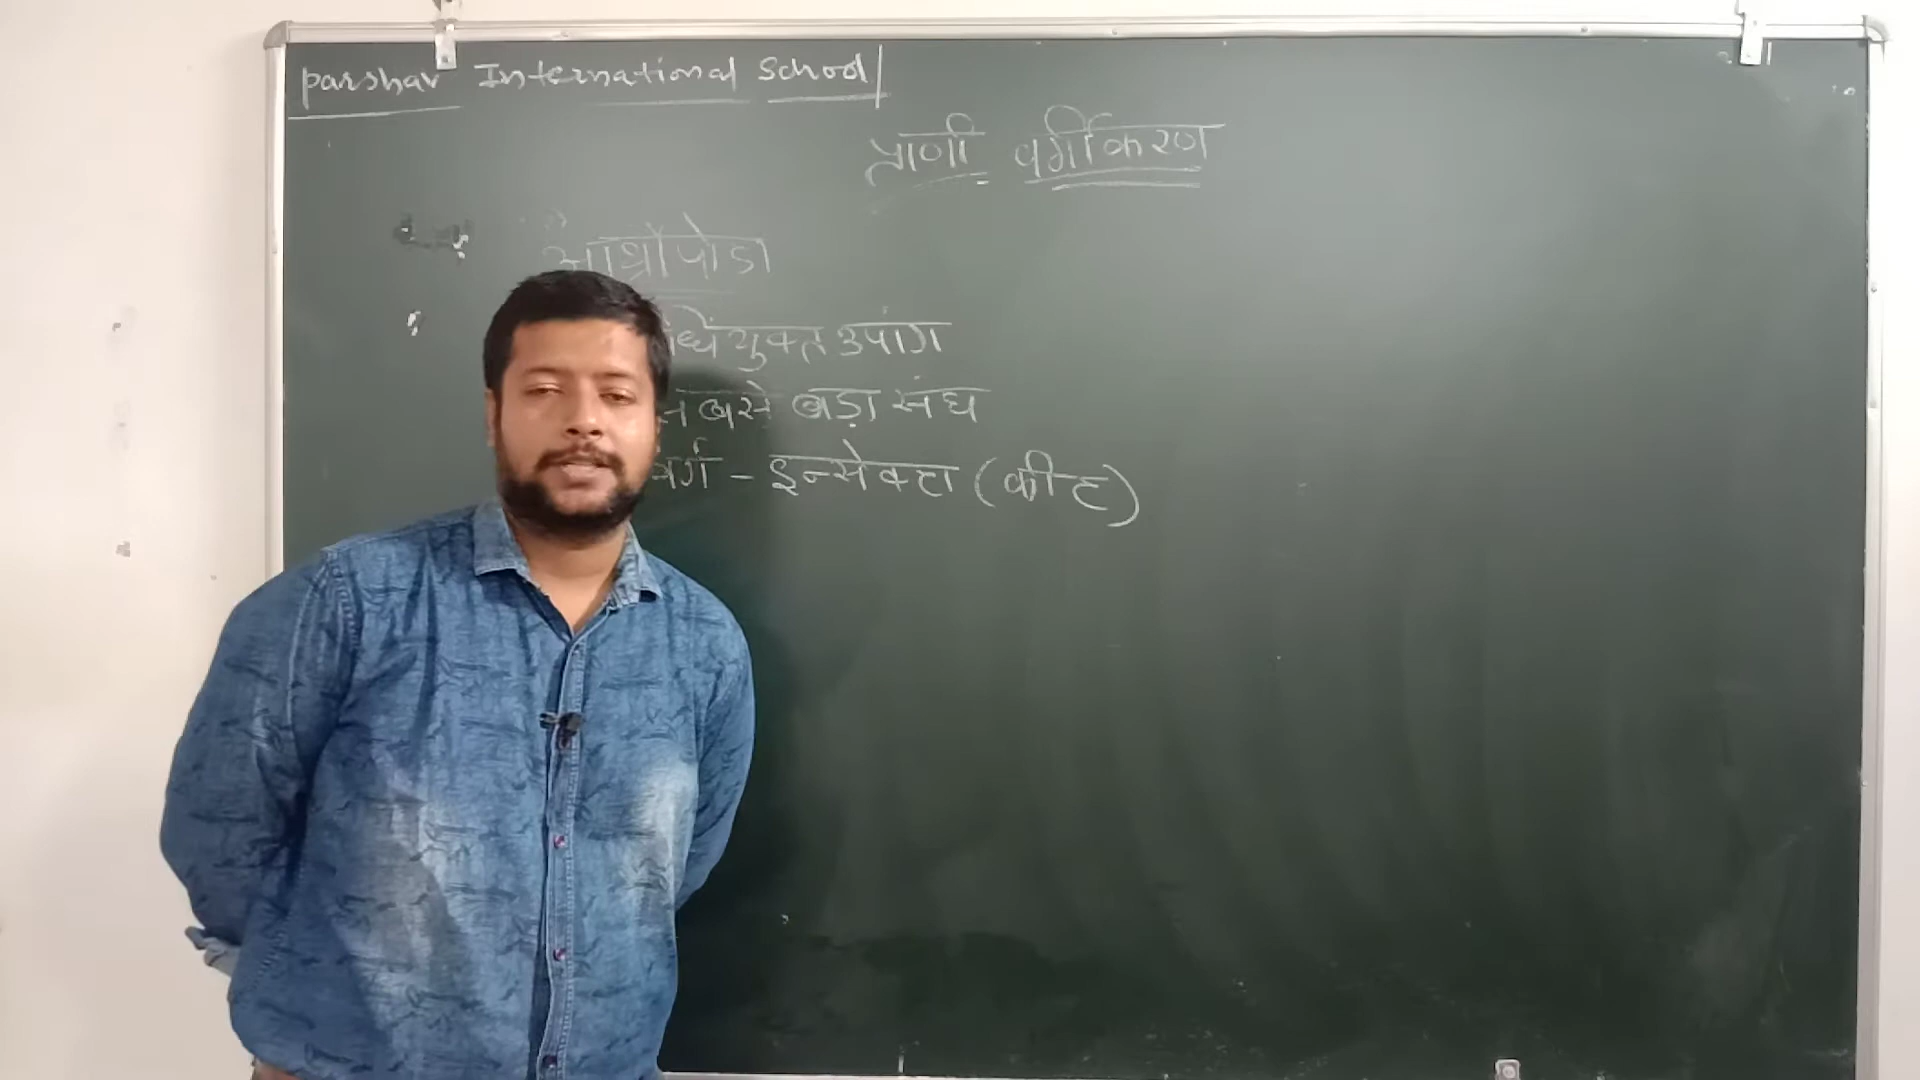 Parshav International School
प्राणी वर्गीकरण
आर्थ्रोपोडा
युक्त उपांग
सबसे बड़ा संघ
वर्ग - इन्सेक्टा (कीट)